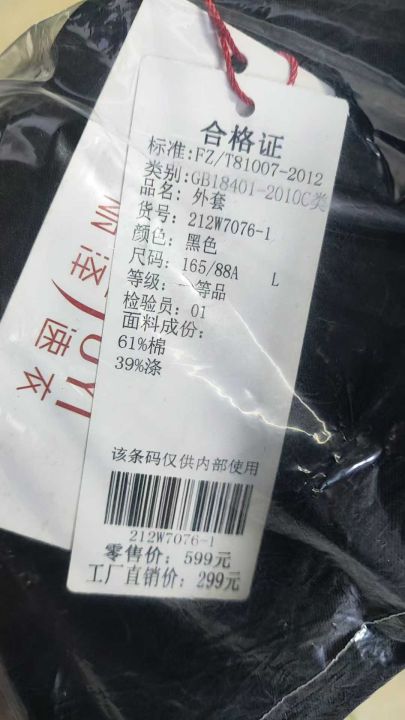 合格证
标准:FZ/T81007-2012
类别:GB18401-2010C类
品名: 外套
货号: 212W7076-1
颜色: 黑色
尺码: 165/88A L
等级: 一等品
检验员: 01
面料成份:
61%棉
39%涤
该条码仅供内部使用
212W7076-1
零售价: 599元
工厂直销价: 299元